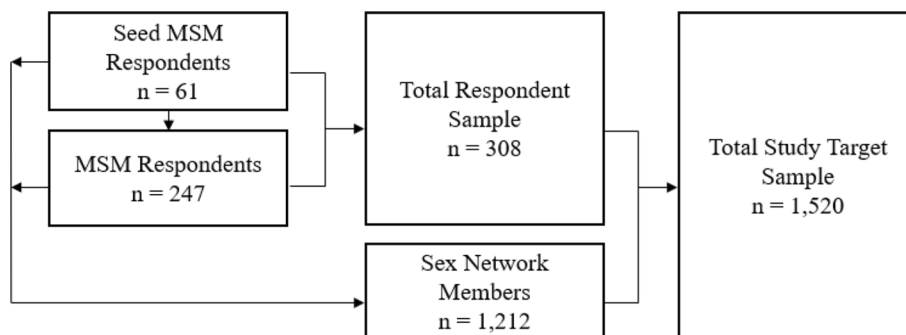 Seed MSM
Respondents
n = 61
MSM Respondents
n = 247
Total Respondent
Sample
n = 308
Sex Network
Members
n = 1,212
Total Study Target
Sample
n = 1,520